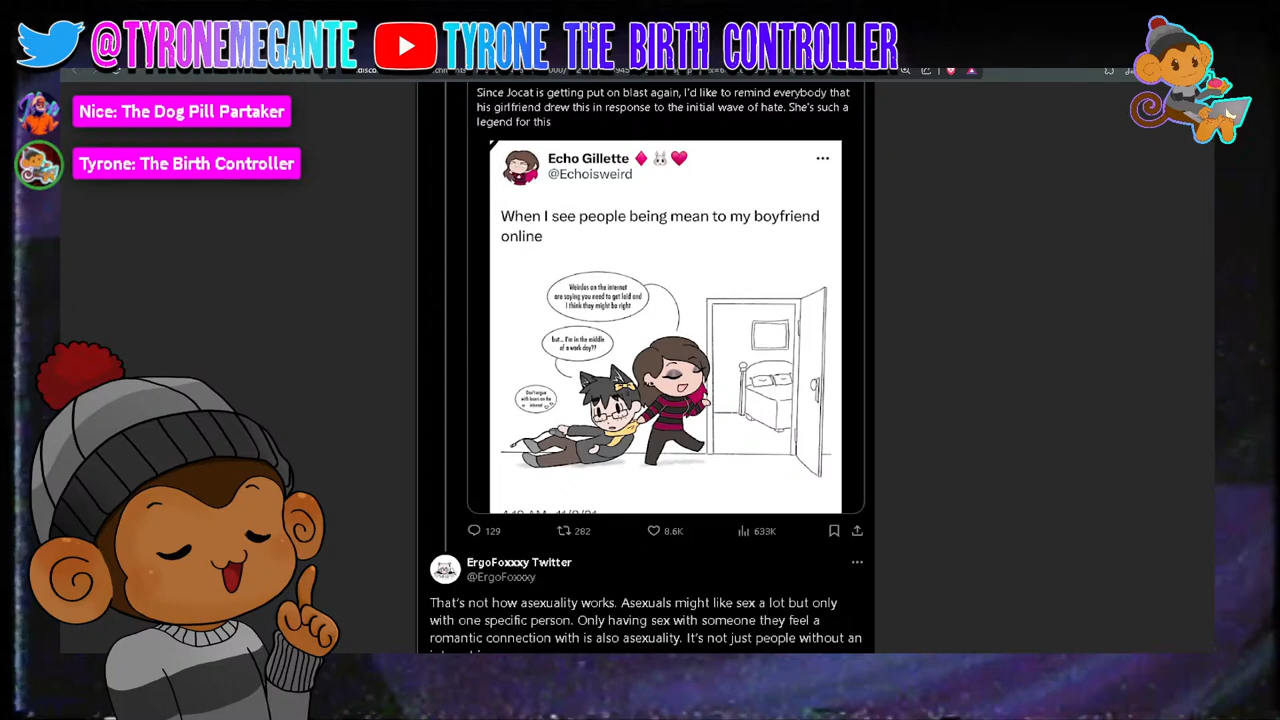 @TYRONEMEGANTE
TYRONE THE BIRTH CONTROLLER
Nice: The Dog Pill Partaker
Tyrone: The Birth Controller
Since Jocat is getting put on blast again, I'd like to remind everybody that
his girlfriend drew this in response to the initial wave of hate. She's such a
legend for this
Echo Gillette
@Echoisweird
When I see people being mean to my boyfriend
online
Weirdos on the internet
are saying you need to get laid and
I think they might be right
but... I'm in the middle
of a work day??
Don't argue
on the
internet
129
282
8.6K
633K
ErgoFoxxxy Twitter
@ErgoFoxxxy
That's not how asexuality works. Asexuals might like sex a lot but only
with one specific person. Only having sex with someone they feel a
romantic connection with is also asexuality. It's not just people without an